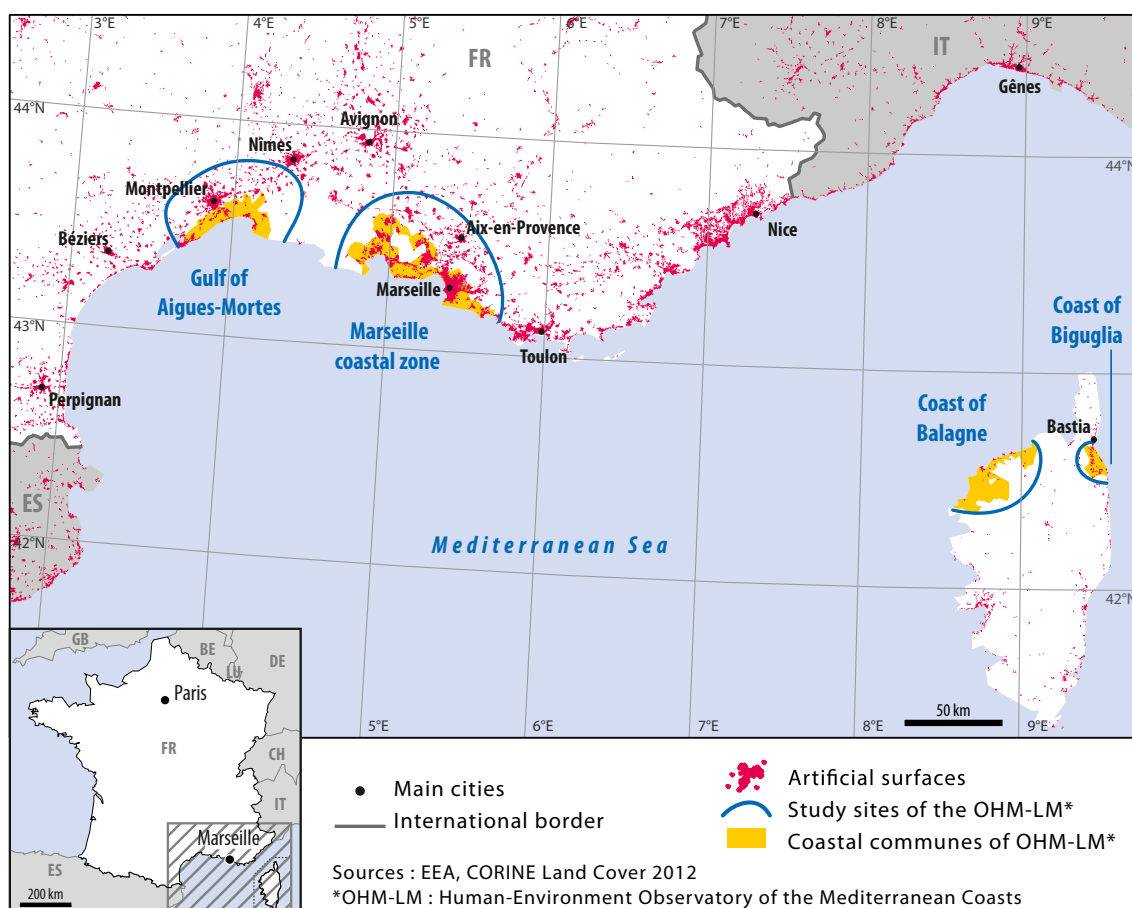 3°E
4°E
5°E
7°E
9°E
FR
IT
Gênes
44°N
Avignon
Nîmes
44°N
Montpellier
Béziers
Aix-en-Provence
Nice
Gulf of
Aigues-Mortes
Marseille
43°N
Marseille
coastal zone
Toulon
Coast of
Biguglia
Perpignan
Coast of
Balagne
Bastia
ES
42°N
Mediterranean Sea
42°N
5°E
6°E
7°E
8°E
9°E
50 km
GB
BE
LU
DE
Paris
FR
CH
IT
Marseille
ES
200 km
Main cities
International border
Artificial surfaces
Study sites of the OHM-LM*
Coastal communes of OHM-LM*
Sources : EEA, CORINE Land Cover 2012
*OHM-LM : Human-Environment Observatory of the Mediterranean Coasts